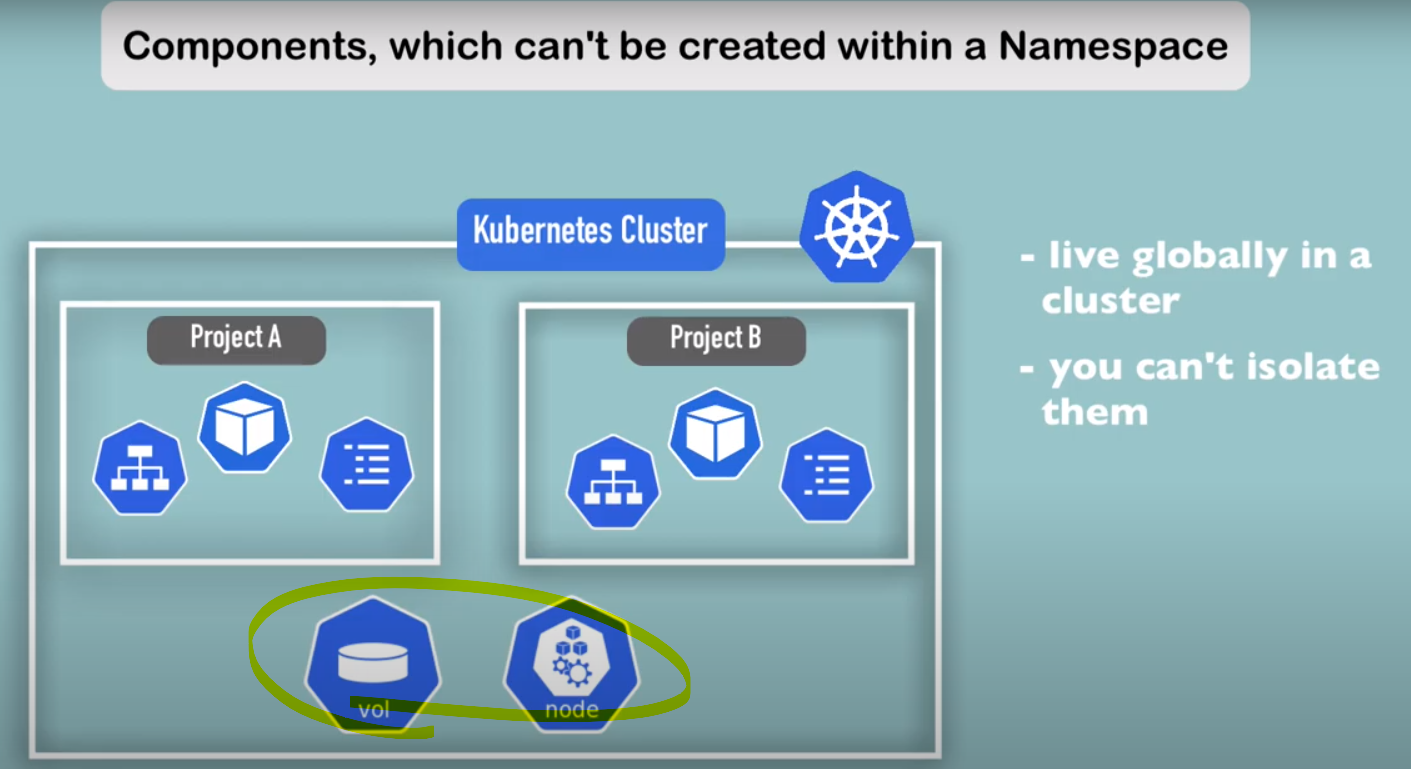 Components, which can't be created within a Namespace
Kubernetes Cluster
Project A
Project B
vol
node
- live globally in a
cluster
- you can't isolate
them